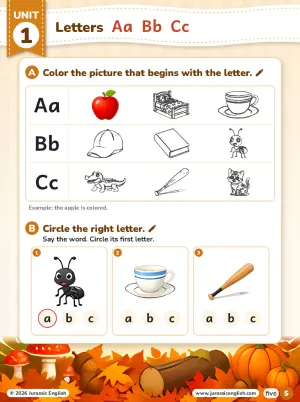 UNIT
1
Letters Aa Bb Cc
A Color the picture that begins with the letter.
Aa
Bb
Cc
Example: the apple is colored.
B Circle the right letter.
Say the word. Circle its first letter.
1 2 3
a b c a b c a b c
© 2026 Jurassic English www.jurassicenglish.com five 5